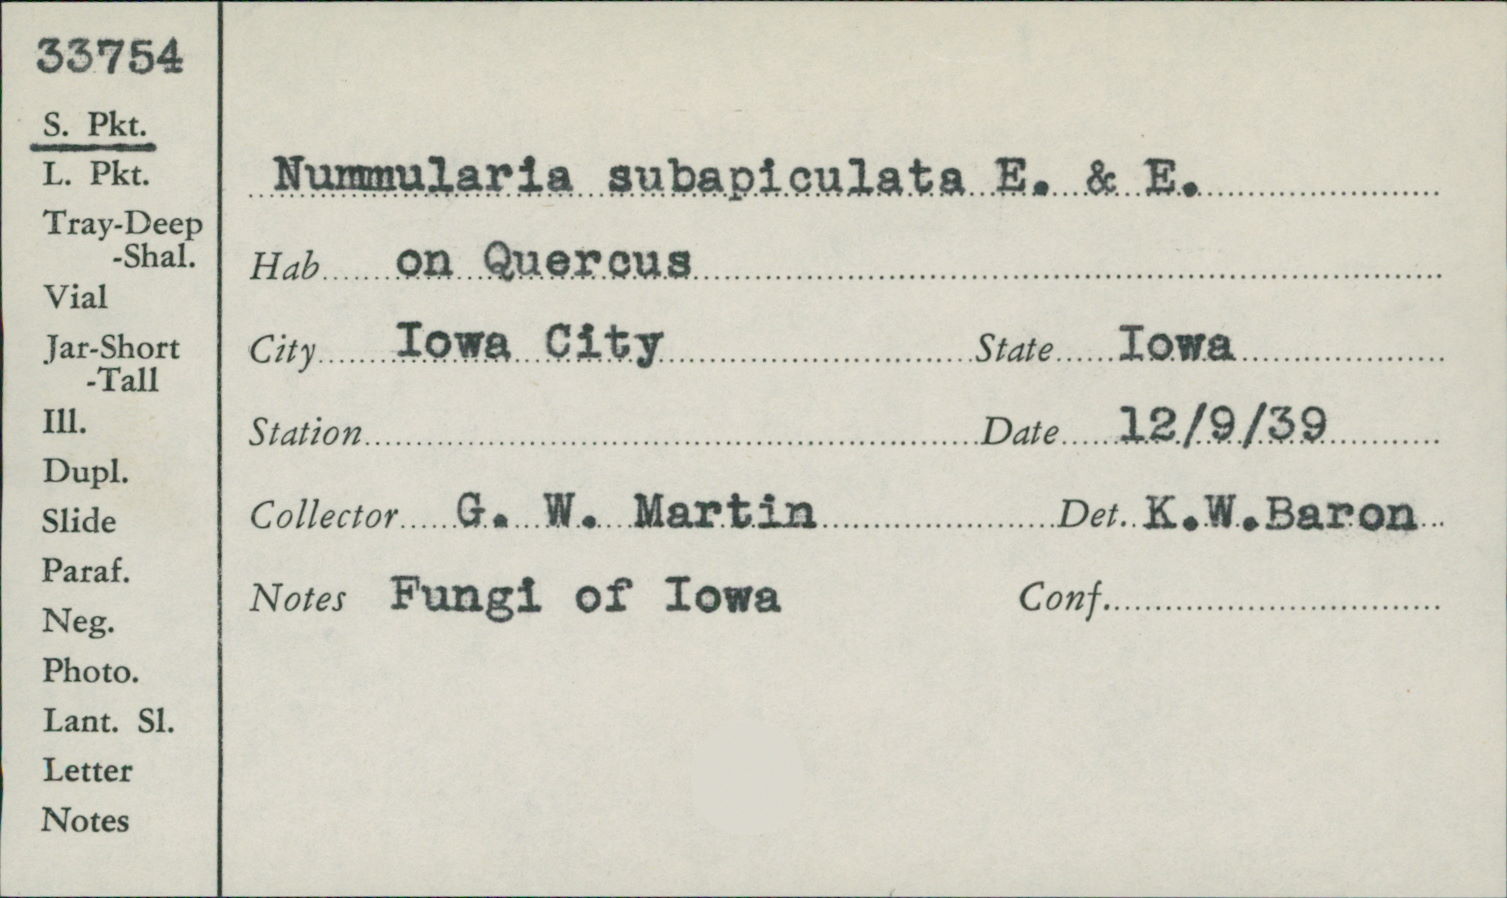 33754
S. Pkt.
L. Pkt.
Tray-Deep
-Shal.
Vial
Jar-Short
-Tall
Ill.
Dupl.
Slide
Paraf.
Neg.
Photo.
Lant. Sl.
Letter
Notes
Nummularia subapiculata E. & E.
Hab on Quercus
City Iowa City State Iowa
Station Date 12/9/39
Collector G. W. Martin Det. K.W.Baron
Notes Fungi of Iowa Conf.